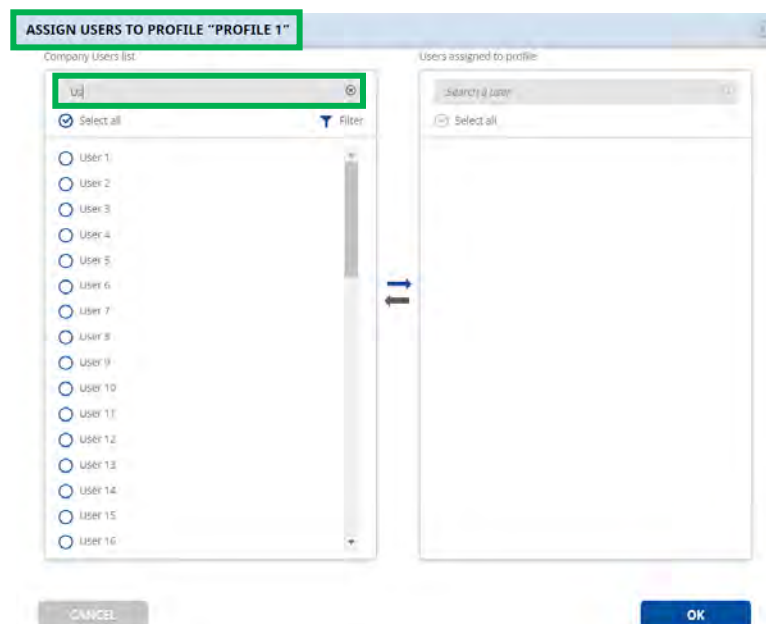 ASSIGN USERS TO PROFILE "PROFILE 1"
Company Users list
Users assigned to profile
us
Search a user
Select all
Filter
Select all
User 1
User 2
User 3
User 4
User 5
User 6
User 7
User 8
User 9
User 10
User 11
User 12
User 13
User 14
User 15
User 16
CANCEL
OK